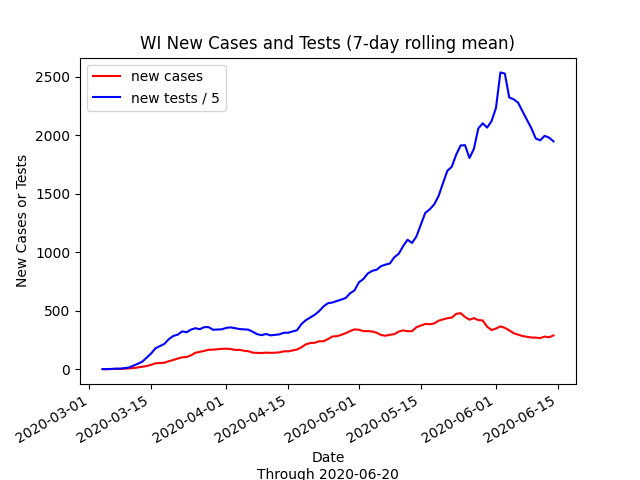 WI New Cases and Tests (7-day rolling mean)
new cases
new tests / 5
New Cases or Tests
2500
2000
1500
1000
500
0
2020-03-01
2020-03-15
2020-04-01
2020-04-15
2020-05-01
2020-05-15
2020-06-01
2020-06-15
Date
Through 2020-06-20